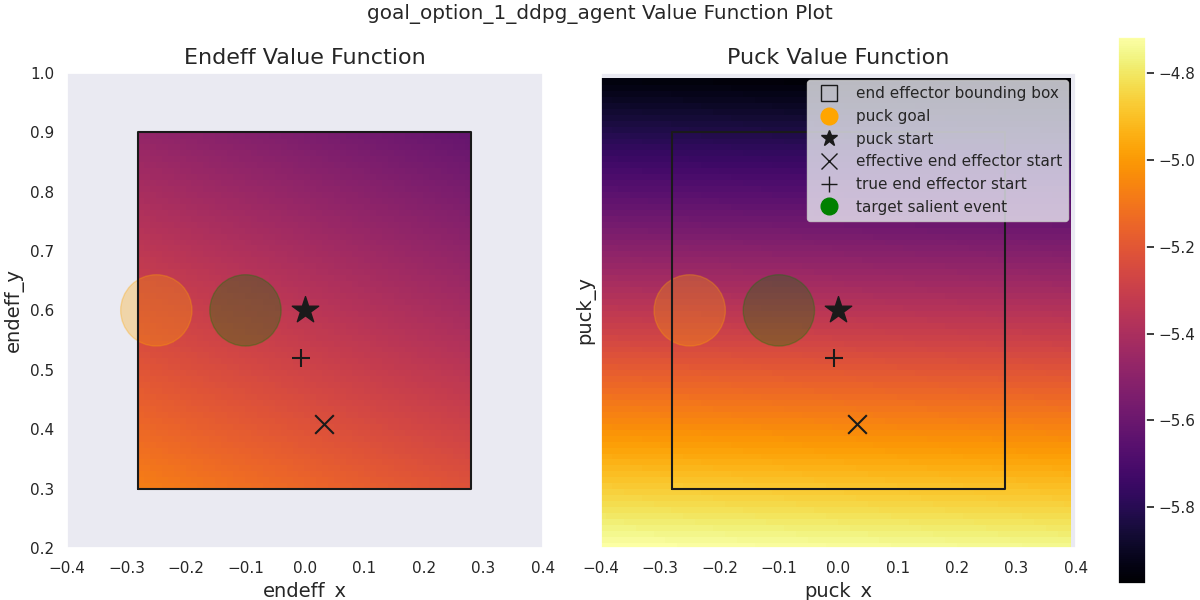 goal_option_1_ddpg_agent Value Function Plot
Endeff Value Function
1.0
0.9
0.8
0.7
0.6
0.5
0.4
0.3
0.2
endeff_y
−0.4 −0.3 −0.2 −0.1 0.0 0.1 0.2 0.3 0.4
endeff_x
Puck Value Function
end effector bounding box
puck goal
puck start
effective end effector start
true end effector start
target salient event
puck_y
−0.4 −0.3 −0.2 −0.1 0.0 0.1 0.2 0.3 0.4
puck_x
−4.8
−5.0
−5.2
−5.4
−5.6
−5.8